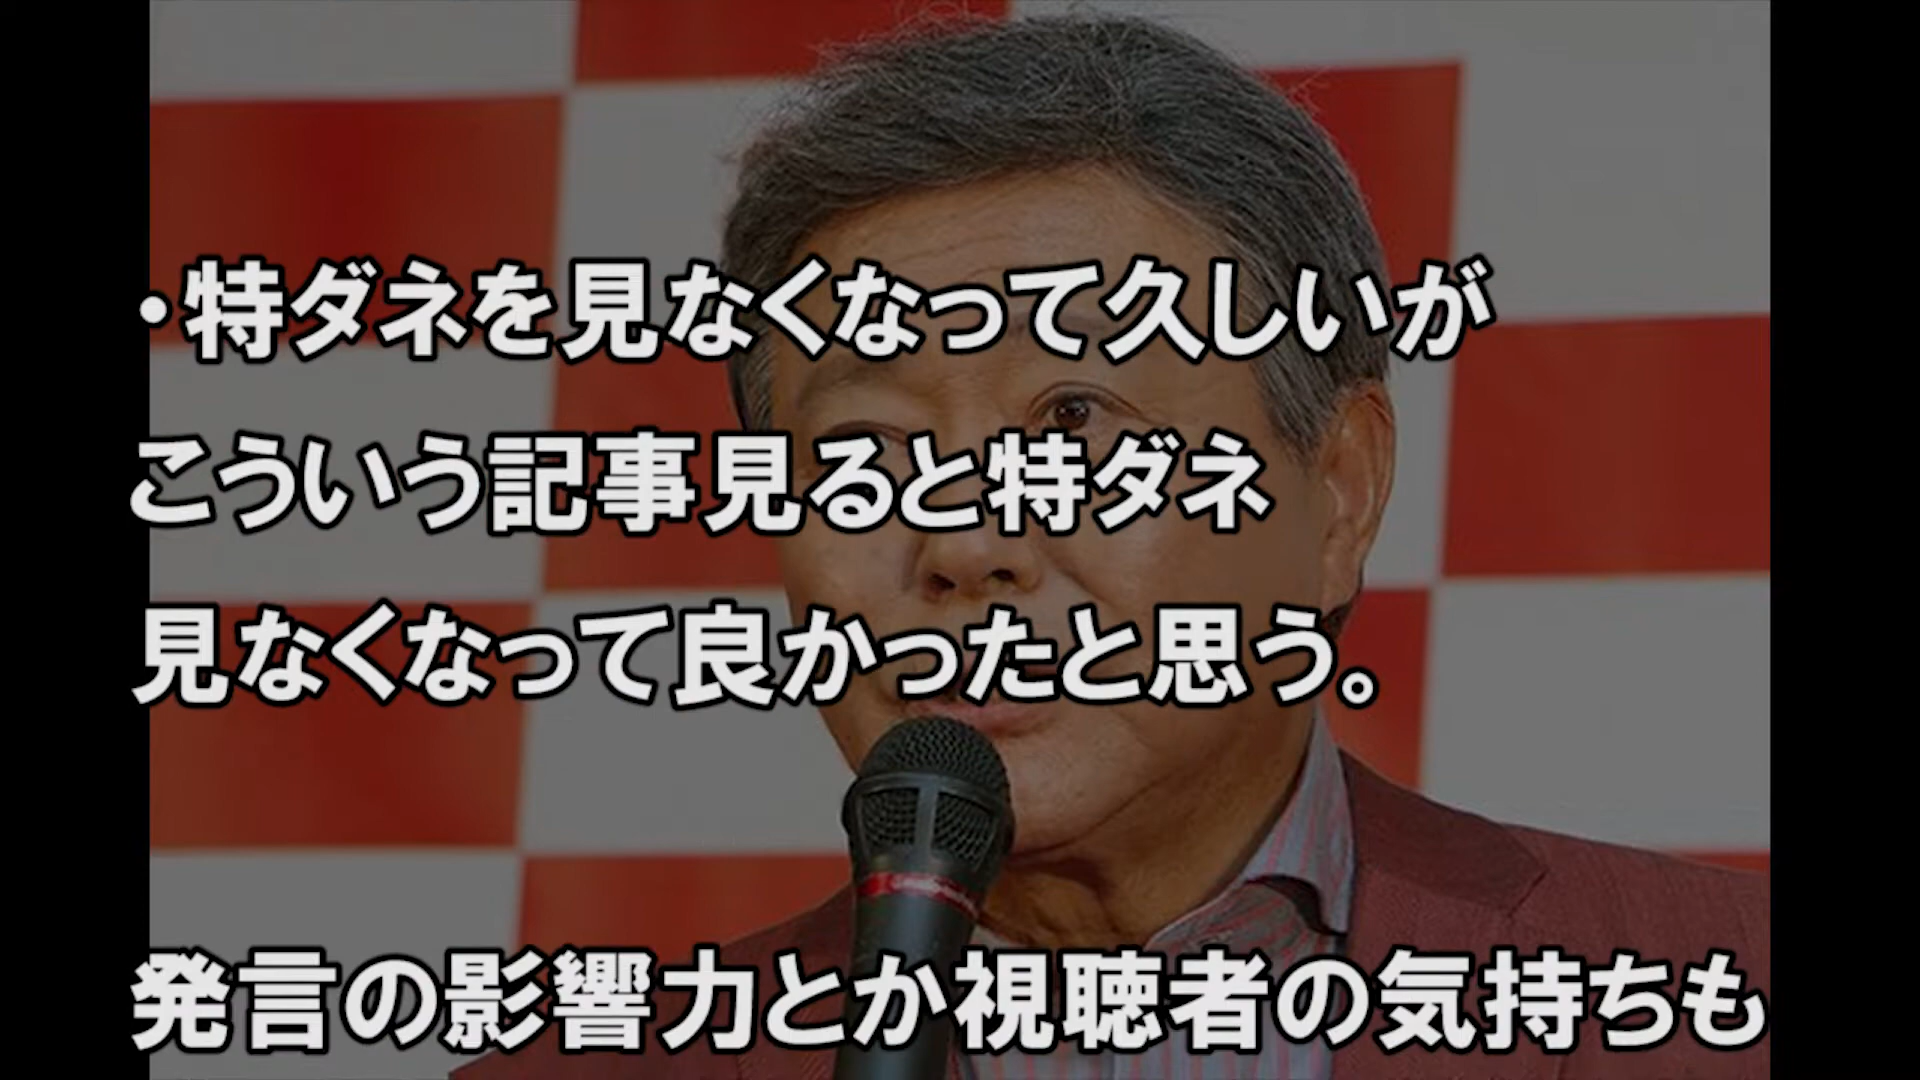 ・特ダネを見なくなって久しいが
こういう記事見ると特ダネ
見なくなって良かったと思う。
発言の影響力とか視聴者の気持ちも